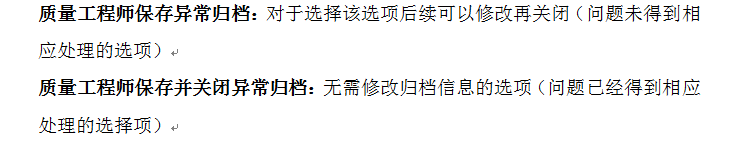 质量工程师保存异常归档：对于选择该选项后续可以修改再关闭（问题未得到相
应处理的选项）
质量工程师保存并关闭异常归档：无需修改归档信息的选项（问题已经得到相应
处理的选择项）